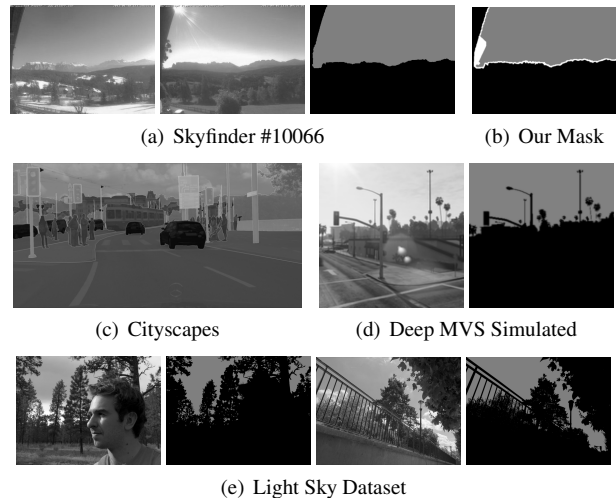 (a) Skyfinder #10066
(b) Our Mask
(c) Cityscapes
(d) Deep MVS Simulated
(e) Light Sky Dataset